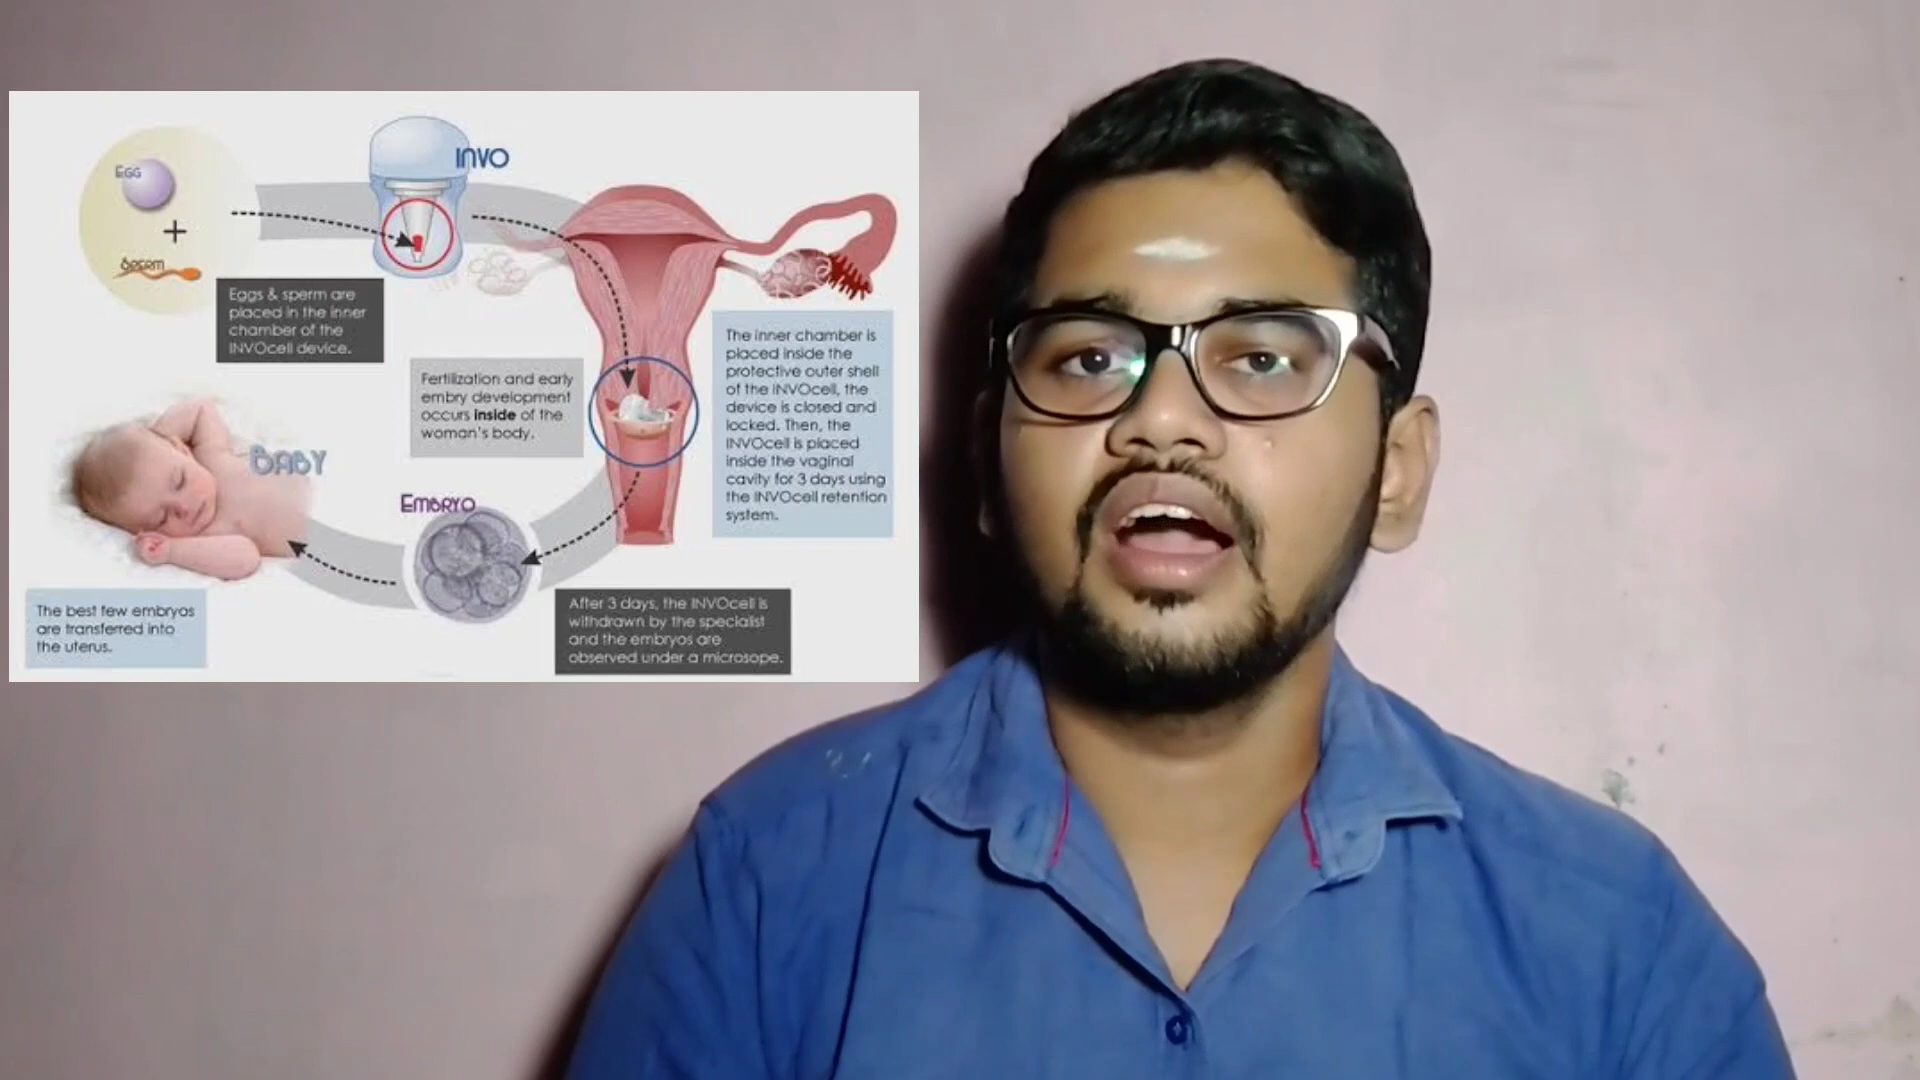 EGG
+
Sperm
INVO
Eggs & sperm are
placed in the inner
chamber of the
INVOcell device.
Fertilization and early
embry development
occurs inside of the
woman's body.
The inner chamber is
placed inside the
protective outer shell
of the INVOcell, the
device is closed and
locked. Then, the
INVOcell is placed
inside the vaginal
cavity for 3 days using
the INVOcell retention
system.
BABY
EMBRYO
The best few embryos
are transferred into
the uterus.
After 3 days, the INVOcell is
withdrawn by the specialist
and the embryos are
observed under a microsope.